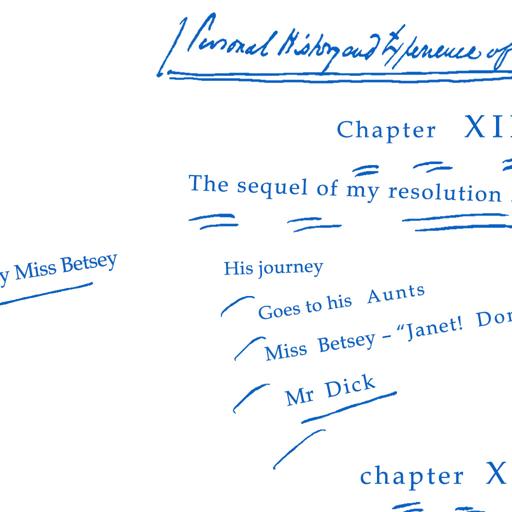 Personal History and Experience of
Chapter XII
The sequel of my resolution
y Miss Betsey
His journey
Goes to his Aunts
Miss Betsey – “Janet! Don
Mr Dick
chapter X